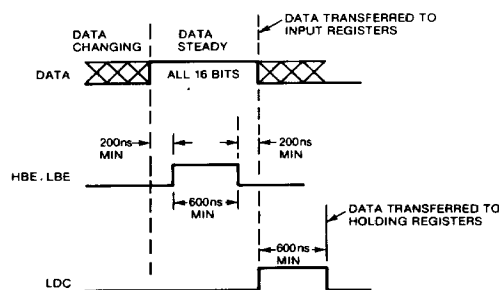 DATA TRANSFERRED TO
INPUT REGISTERS
DATA
CHANGING
DATA
STEADY
DATA
ALL 16 BITS
200ns
MIN
200ns
MIN
HBE, LBE
600ns
MIN
DATA TRANSFERRED TO
HOLDING REGISTERS
600ns
MIN
LDC